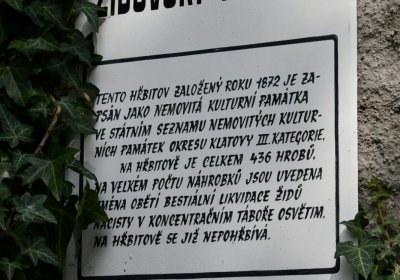 ŽIDOVSKÝ
TENTO HŘBITOV ZALOŽENÝ ROKU 1872 JE ZA-
PSÁN JAKO NEMOVITÁ KULTURNÍ PAMÁTKA
VE STÁTNÍM SEZNAMU NEMOVITÝCH KULTUR-
NÍCH PAMÁTEK OKRESU KLATOVY III. KATEGORIE.
NA HŘBITOVĚ JE CELKEM 436 HROBŮ.
NA VELKÉM POČTU NÁHROBKŮ JSOU UVEDENA
JMÉNA OBĚTÍ BESTIÁLNÍ LIKVIDACE ŽIDŮ
NACISTY V KONCENTRAČNÍM TÁBOŘE OSVĚTIM.
NA HŘBITOVĚ SE JIŽ NEPOHŘBÍVÁ.